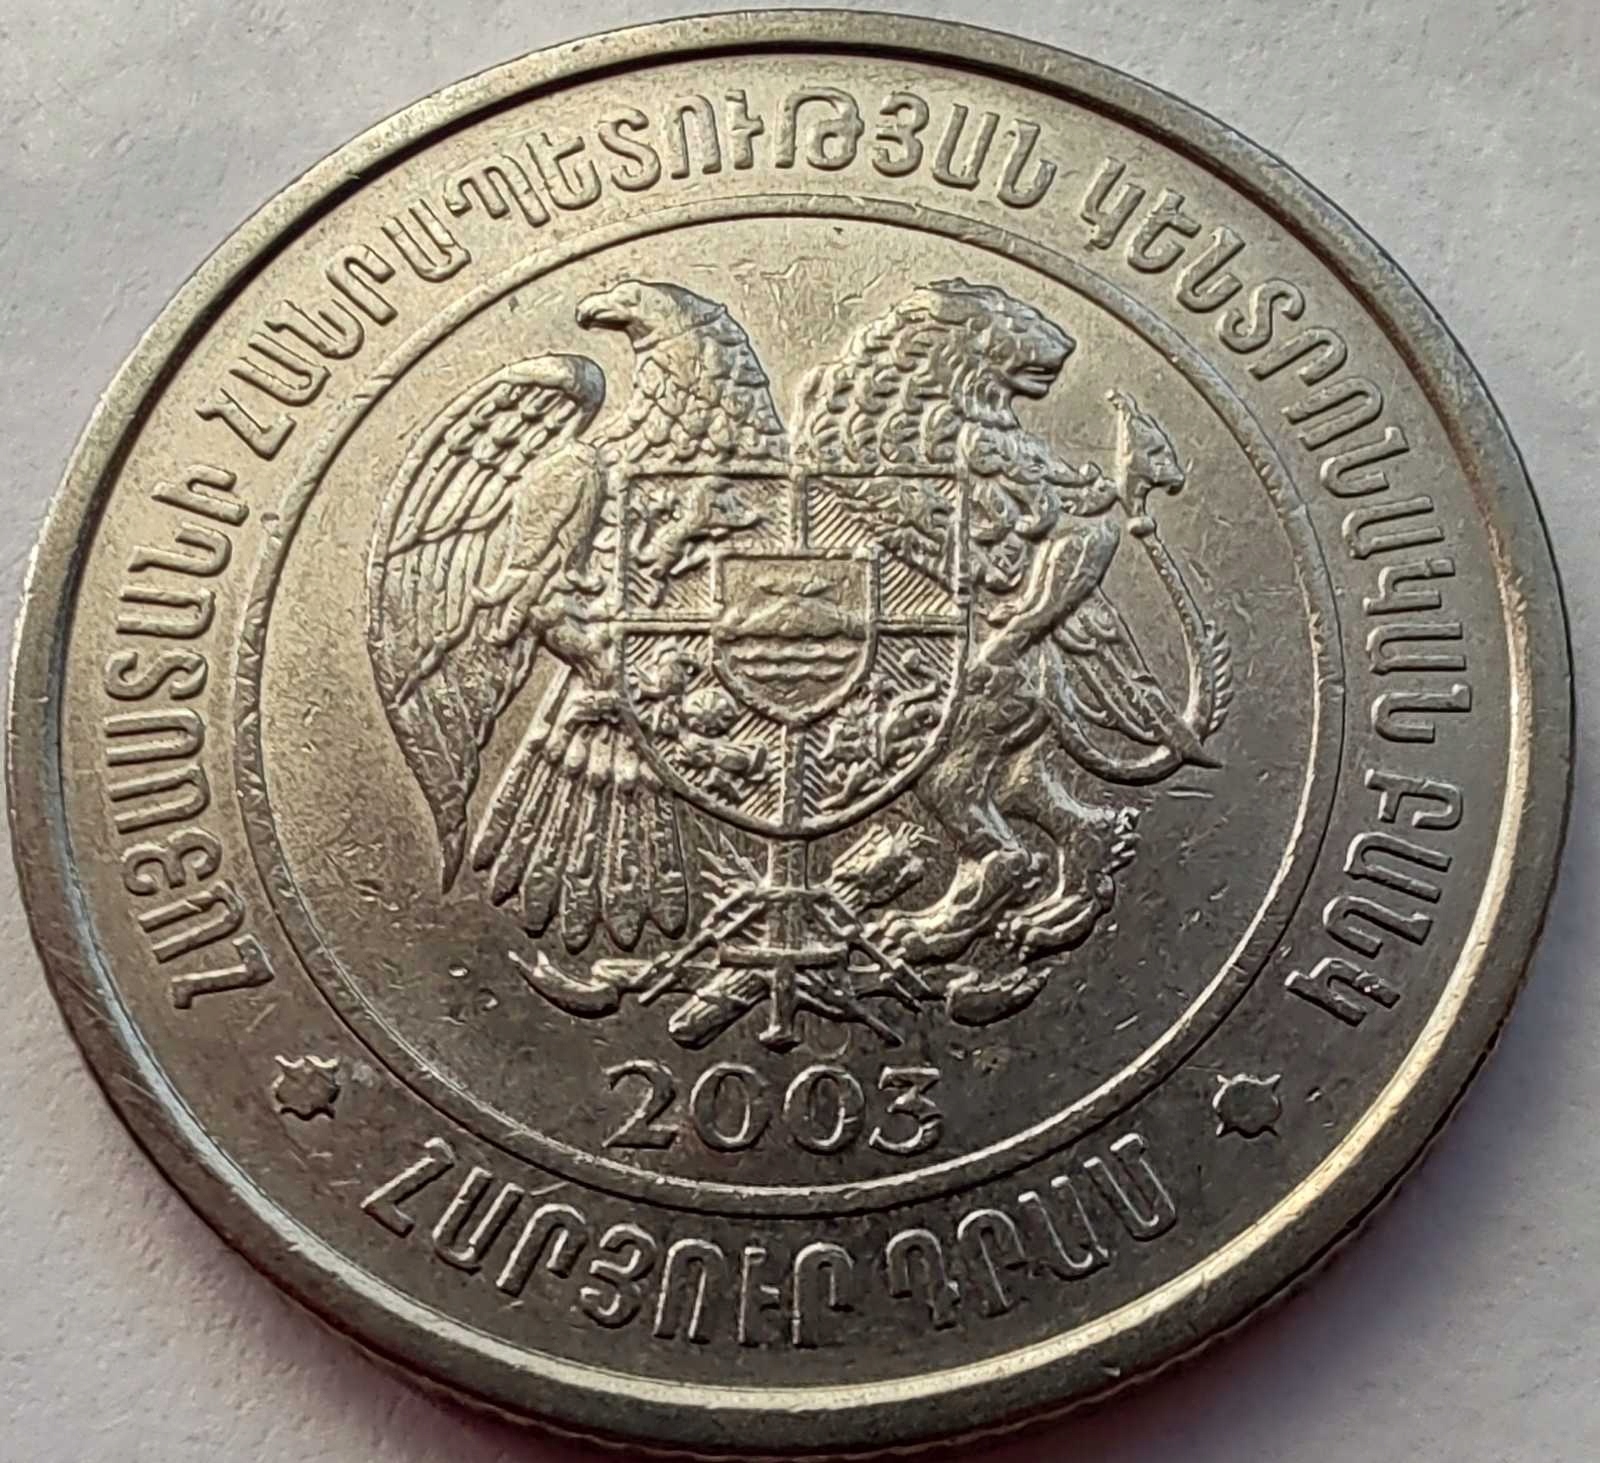 ՀԱՅԱՍՏԱՆԻ ՀԱՆՐԱՊԵՏՈՒԹՅԱՆ ԿԵՆՏՐՈՆԱԿԱՆ ԲԱՆԿ
2003
ՀԱՐՅՈՒՐ ԴՐԱՄ